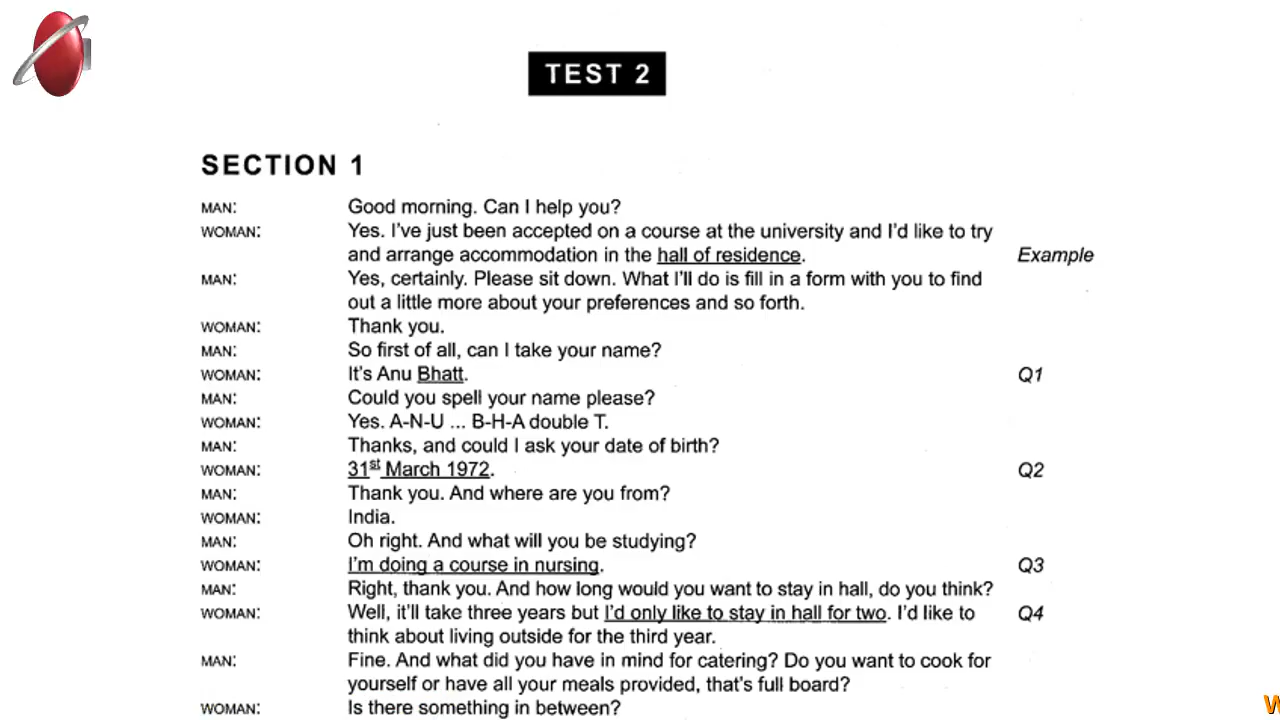 TEST 2
SECTION 1
MAN: Good morning. Can I help you?
WOMAN: Yes. I've just been accepted on a course at the university and I'd like to try
and arrange accommodation in the hall of residence. Example
MAN: Yes, certainly. Please sit down. What I'll do is fill in a form with you to find
out a little more about your preferences and so forth.
WOMAN: Thank you.
MAN: So first of all, can I take your name?
WOMAN: It's Anu Bhatt. Q1
MAN: Could you spell your name please?
WOMAN: Yes. A-N-U ... B-H-A double T.
MAN: Thanks, and could I ask your date of birth?
WOMAN: 31st March 1972. Q2
MAN: Thank you. And where are you from?
WOMAN: India.
MAN: Oh right. And what will you be studying?
WOMAN: I'm doing a course in nursing. Q3
MAN: Right, thank you. And how long would you want to stay in hall, do you think?
WOMAN: Well, it'll take three years but I'd only like to stay in hall for two. I'd like to Q4
think about living outside for the third year.
MAN: Fine. And what did you have in mind for catering? Do you want to cook for
yourself or have all your meals provided, that's full board?
WOMAN: Is there something in between?
W